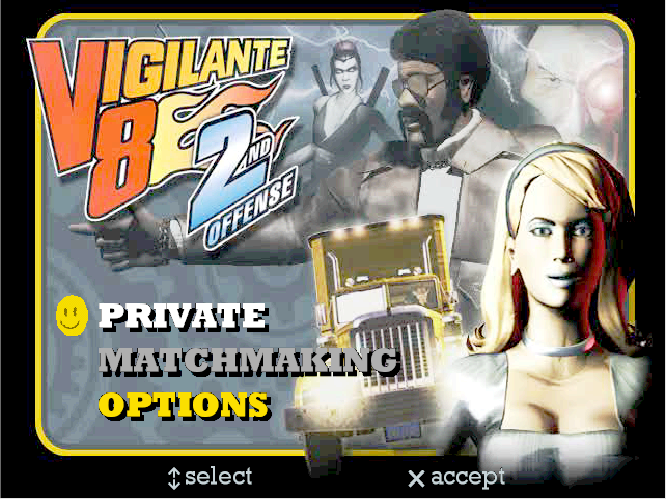 VIGILANTE
8
2ND
OFFENSE
PRIVATE
MATCHMAKING
OPTIONS
select
accept